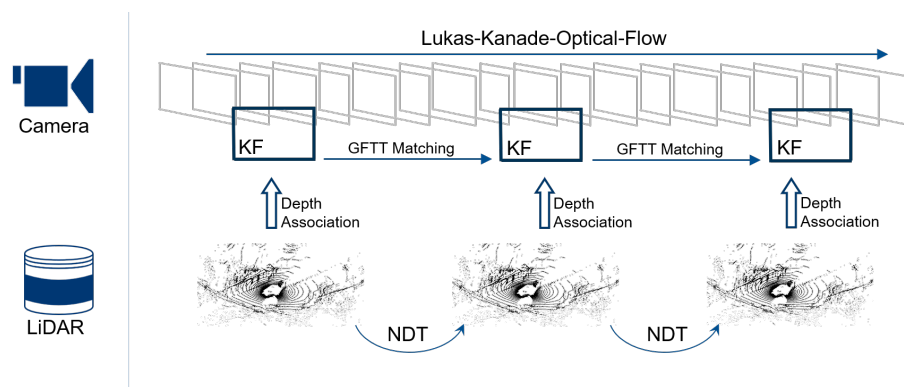 Lukas-Kanade-Optical-Flow
Camera
KF
GFTT Matching
KF
GFTT Matching
KF
Depth
Association
Depth
Association
Depth
Association
LiDAR
NDT
NDT